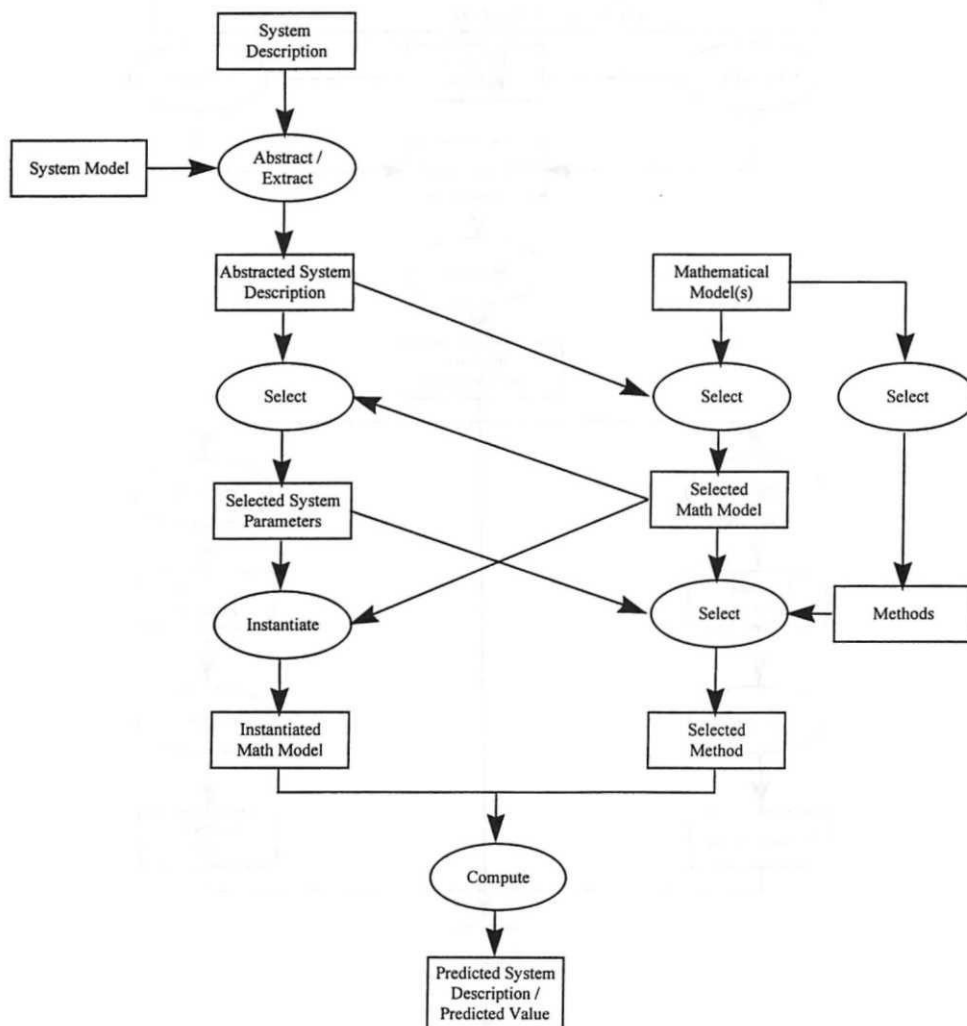 System
Description
System Model
Abstract /
Extract
Abstracted System
Description
Mathematical
Model(s)
Select
Select
Select
Selected System
Parameters
Selected
Math Model
Instantiate
Select
Methods
Instantiated
Math Model
Selected
Method
Compute
Predicted System
Description /
Predicted Value